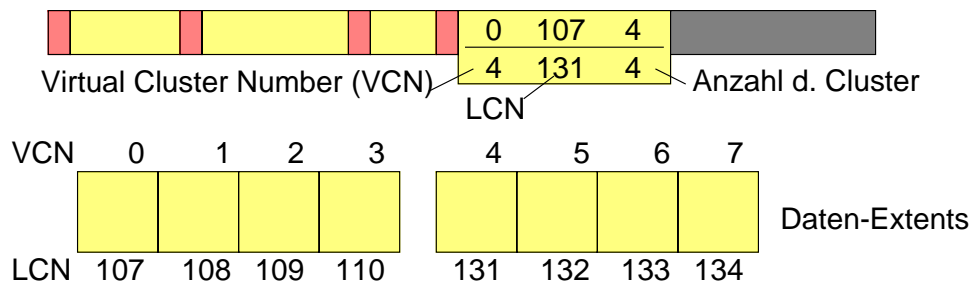 0 107 4
4 131 4
Virtual Cluster Number (VCN)
Anzahl d. Cluster
LCN
VCN 0 1 2 3 4 5 6 7
Daten-Extents
LCN 107 108 109 110 131 132 133 134